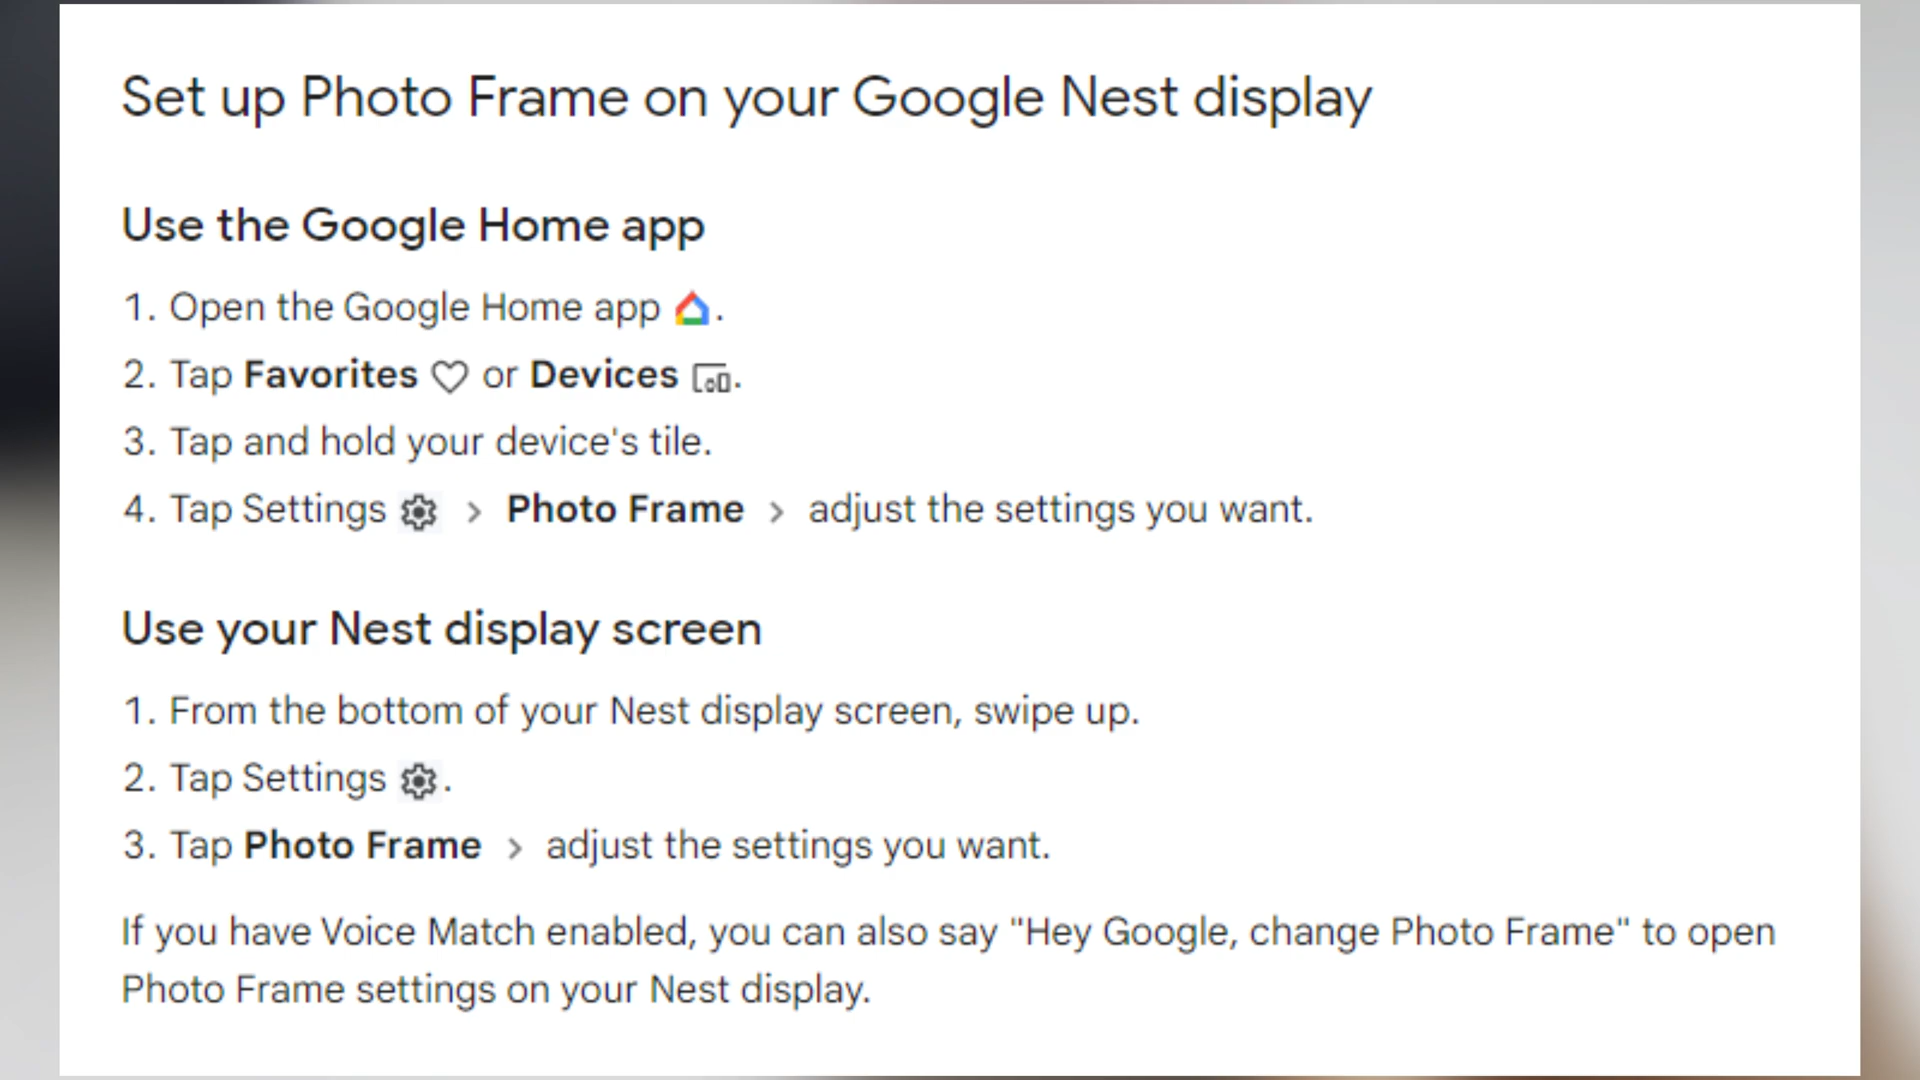 Set up Photo Frame on your Google Nest display
Use the Google Home app
1. Open the Google Home app .
2. Tap Favorites or Devices .
3. Tap and hold your device's tile.
4. Tap Settings > Photo Frame > adjust the settings you want.
Use your Nest display screen
1. From the bottom of your Nest display screen, swipe up.
2. Tap Settings .
3. Tap Photo Frame > adjust the settings you want.
If you have Voice Match enabled, you can also say "Hey Google, change Photo Frame" to open
Photo Frame settings on your Nest display.